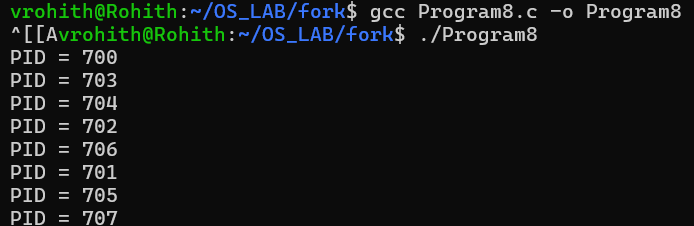 vrohith@Rohith:~/OS_LAB/fork$ gcc Program8.c -o Program8
^[[Avrohith@Rohith:~/OS_LAB/fork$ ./Program8
PID = 700
PID = 703
PID = 704
PID = 702
PID = 706
PID = 701
PID = 705
PID = 707